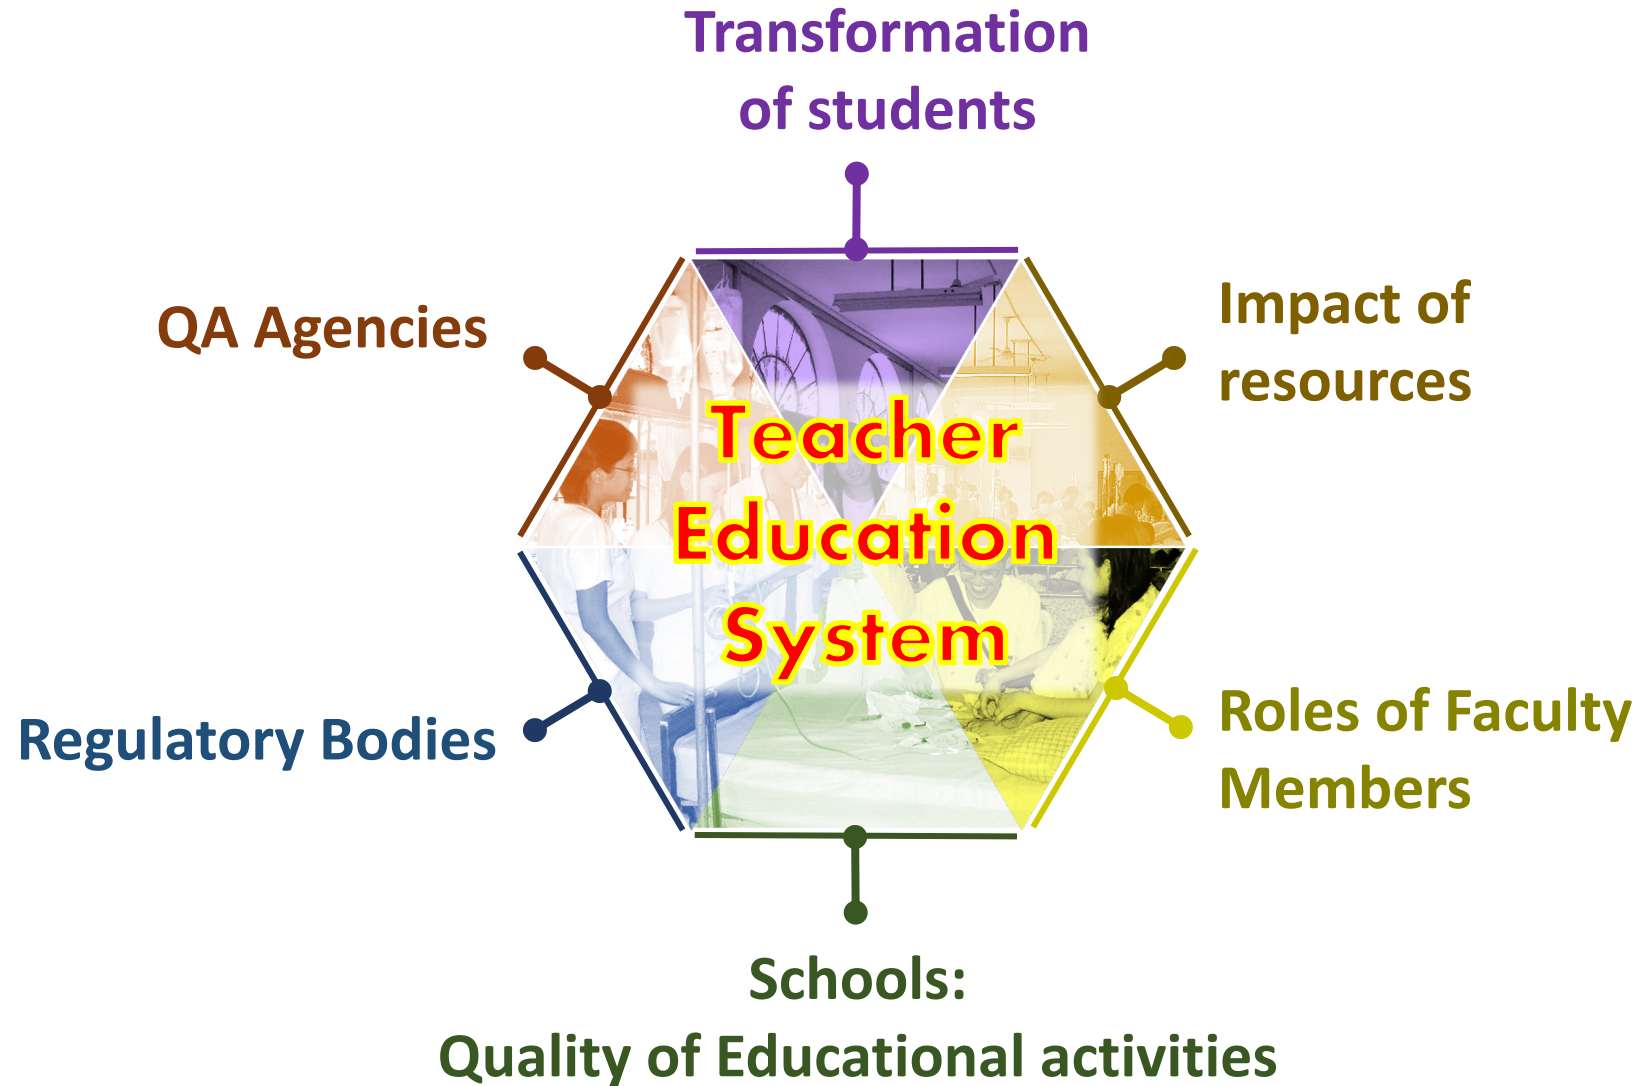 Transformation
of students
QA Agencies
Impact of
resources
Teacher
Education
System
Regulatory Bodies
Roles of Faculty
Members
Schools:
Quality of Educational activities